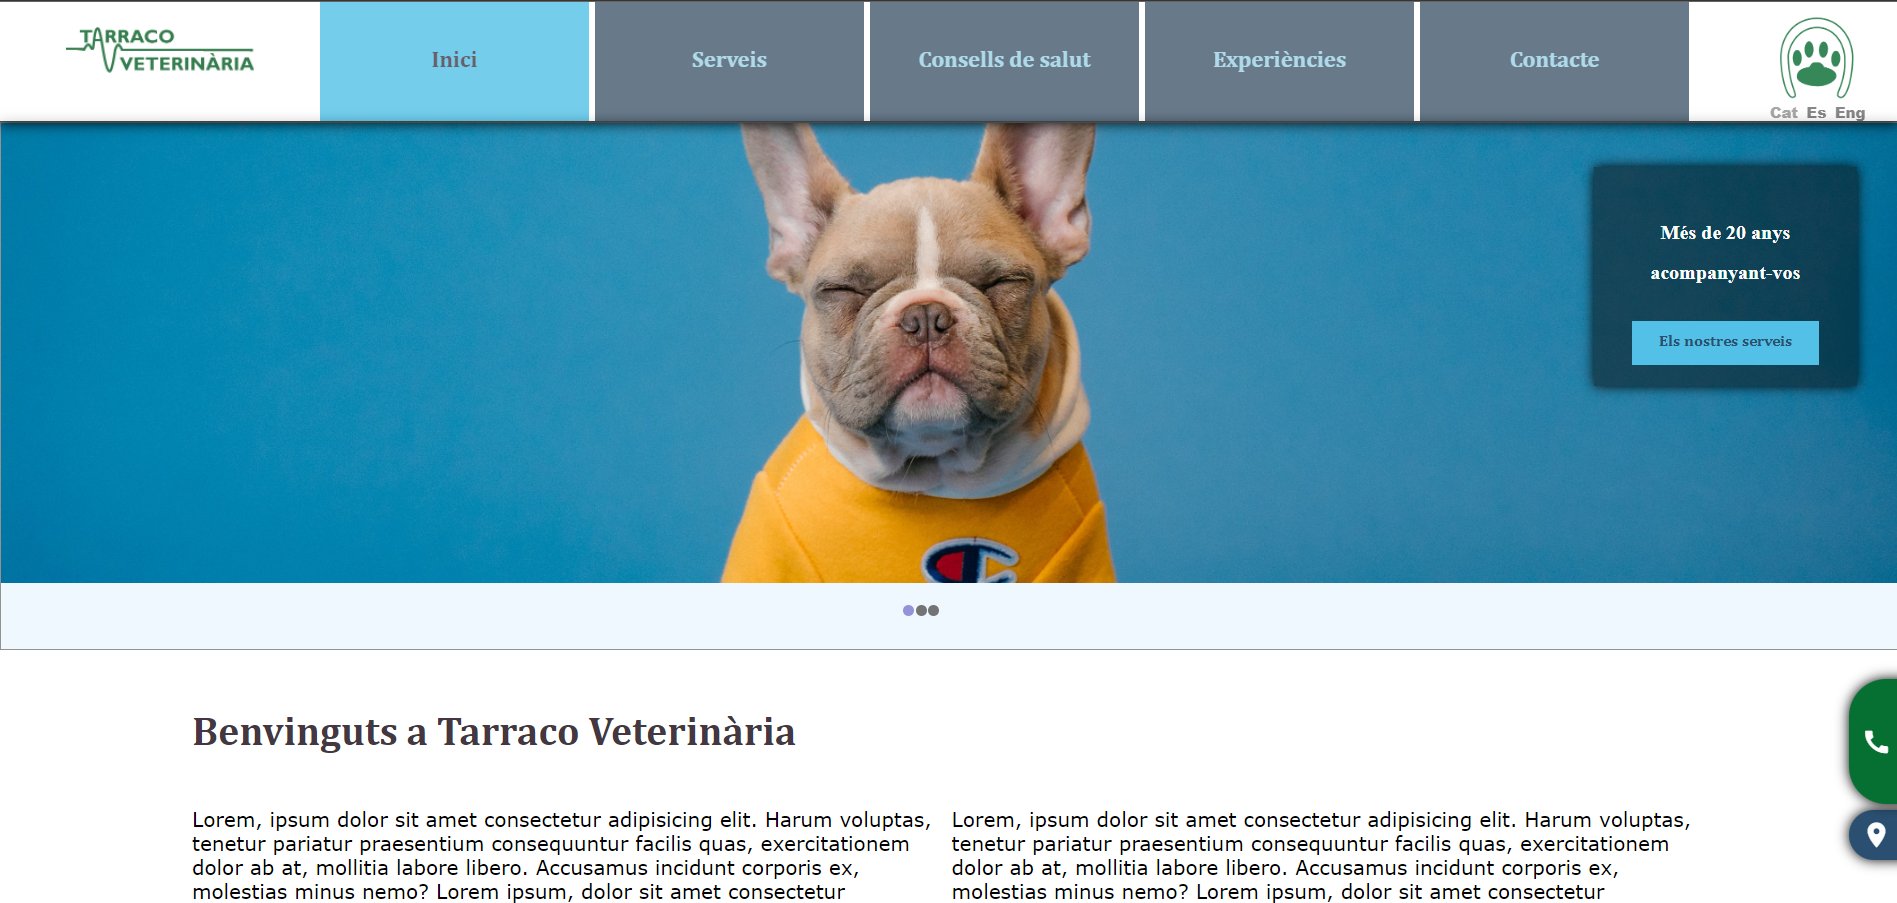 TARRACO
VETERINÀRIA
Inici
Serveis
Consells de salut
Experiències
Contacte
Cat Es Eng
Més de 20 anys
acompanyant-vos
Els nostres serveis
Benvinguts a Tarraco Veterinària
Lorem, ipsum dolor sit amet consectetur adipisicing elit. Harum voluptas,
tenetur pariatur praesentium consequuntur facilis quas, exercitationem
dolor ab at, mollitia labore libero. Accusamus incidunt corporis ex,
molestias minus nemo? Lorem ipsum, dolor sit amet consectetur
Lorem, ipsum dolor sit amet consectetur adipisicing elit. Harum voluptas,
tenetur pariatur praesentium consequuntur facilis quas, exercitationem
dolor ab at, mollitia labore libero. Accusamus incidunt corporis ex,
molestias minus nemo? Lorem ipsum, dolor sit amet consectetur